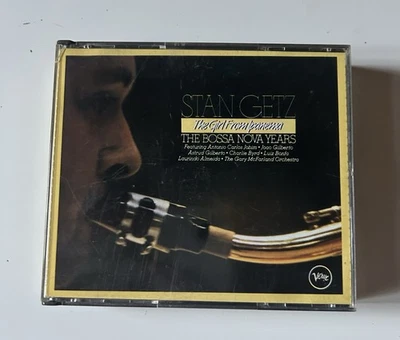 STAN GETZ
The Girl From Ipanema
THE BOSSA NOVA YEARS
Featuring Antonio Carlos Jobim • Joao Gilberto
Astrud Gilberto • Charlie Byrd • Luiz Bonfa
Laurindo Almeida • The Gary McFarland Orchestra
Verve